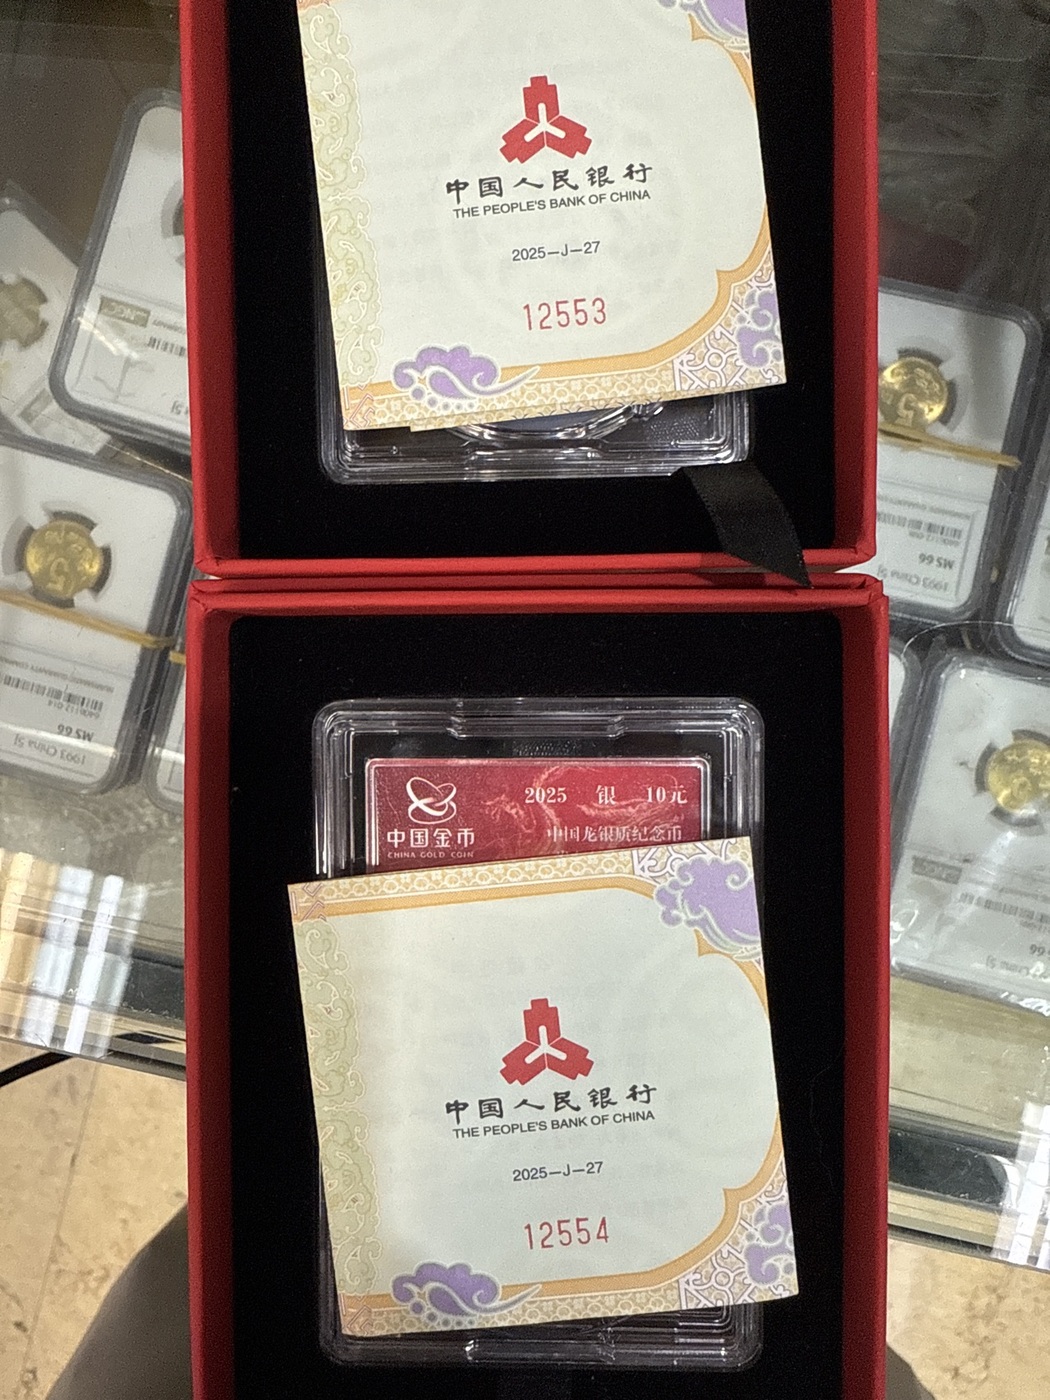 中国人民银行
THE PEOPLE'S BANK OF CHINA
2025—J—27
12553
2025 银 10元
中国龙银质纪念币
中国金币
CHINA GOLD COIN
中国人民银行
THE PEOPLE'S BANK OF CHINA
2025—J—27
12554
NGC
MS 66
1993 China 5J
MS 66
1993 China 5J